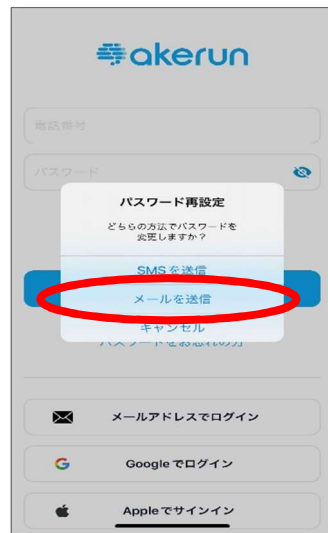 akerun
電話番号
パスワード
パスワード再設定
どちらの方法でパスワードを
変更しますか？
SMSを送信
メールを送信
キャンセル
パスワードをお忘れの方
メールアドレスでログイン
Googleでログイン
Appleでサインイン